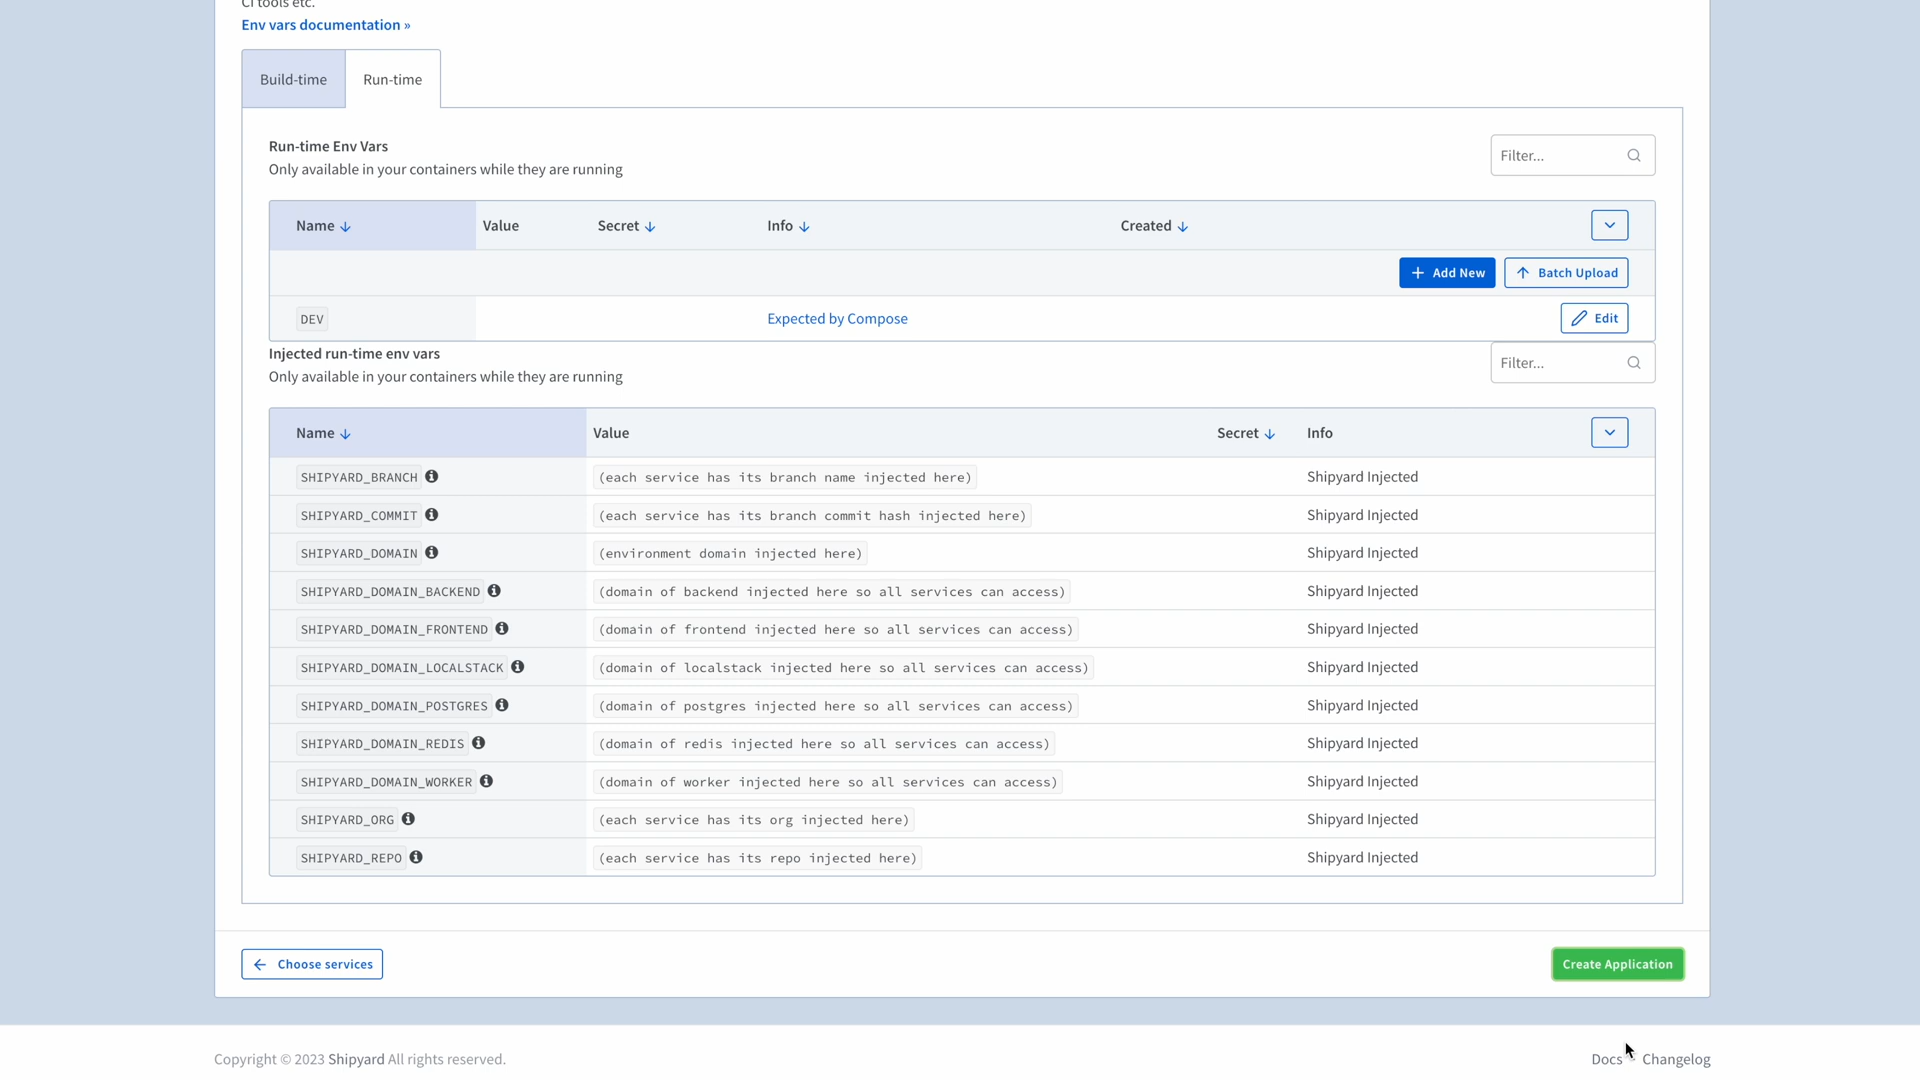 CI tools etc.
Env vars documentation »
Build-time
Run-time
Run-time Env Vars
Only available in your containers while they are running
Filter...
Name Value Secret Info Created
Add New
Batch Upload
DEV Expected by Compose Edit
Injected run-time env vars
Only available in your containers while they are running
Filter...
Name Value Secret Info
SHIPYARD_BRANCH (each service has its branch name injected here) Shipyard Injected
SHIPYARD_COMMIT (each service has its branch commit hash injected here) Shipyard Injected
SHIPYARD_DOMAIN (environment domain injected here) Shipyard Injected
SHIPYARD_DOMAIN_BACKEND (domain of backend injected here so all services can access) Shipyard Injected
SHIPYARD_DOMAIN_FRONTEND (domain of frontend injected here so all services can access) Shipyard Injected
SHIPYARD_DOMAIN_LOCALSTACK (domain of localstack injected here so all services can access) Shipyard Injected
SHIPYARD_DOMAIN_POSTGRES (domain of postgres injected here so all services can access) Shipyard Injected
SHIPYARD_DOMAIN_REDIS (domain of redis injected here so all services can access) Shipyard Injected
SHIPYARD_DOMAIN_WORKER (domain of worker injected here so all services can access) Shipyard Injected
SHIPYARD_ORG (each service has its org injected here) Shipyard Injected
SHIPYARD_REPO (each service has its repo injected here) Shipyard Injected
Choose services
Create Application
Copyright © 2023 Shipyard All rights reserved.
Docs Changelog